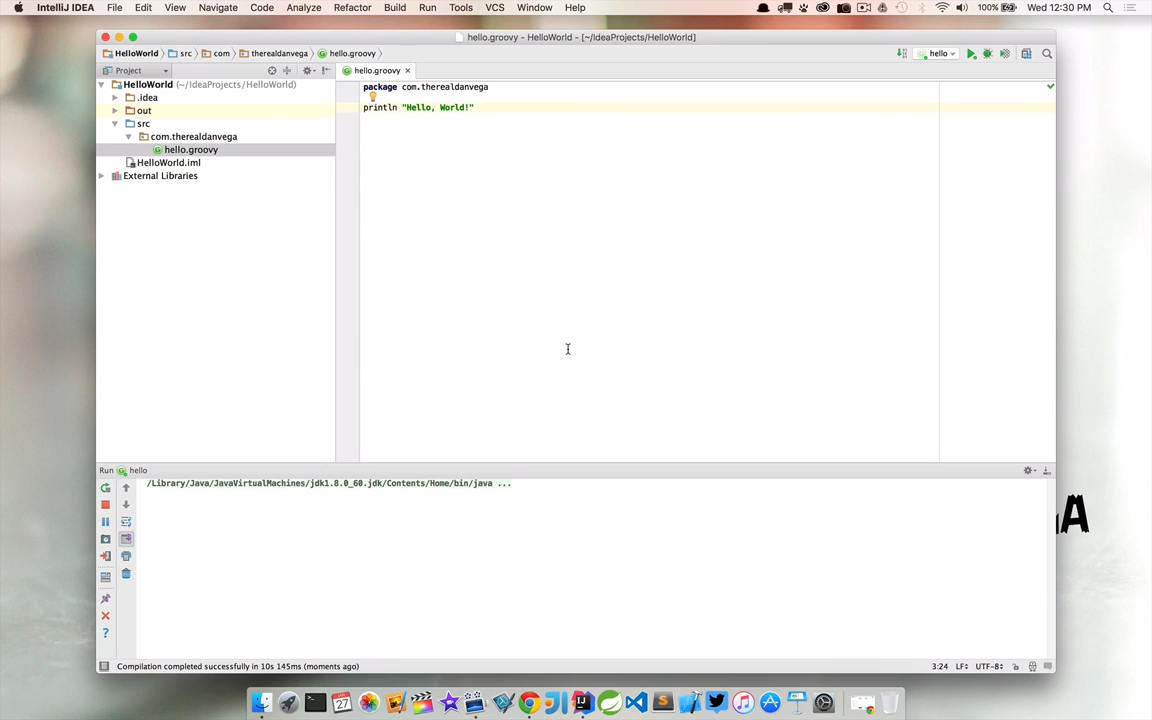 IntelliJ IDEA File Edit View Navigate Code Analyze Refactor Build Run Tools VCS Window Help 100% Wed 12:30 PM
hello.groovy - HelloWorld - [~/IdeaProjects/HelloWorld]
HelloWorld src com therealdanvega hello.groovy hello
Project hello.groovy
HelloWorld (~/IdeaProjects/HelloWorld)
.idea
out
src
com.therealdanvega
hello.groovy
HelloWorld.iml
External Libraries
package com.therealdanvega
println "Hello, World!"
Run hello
/Library/Java/JavaVirtualMachines/jdk1.8.0_60.jdk/Contents/Home/bin/java ...
A
Compilation completed successfully in 10s 145ms (moments ago) 3:24 LF÷ UTF-8÷
27